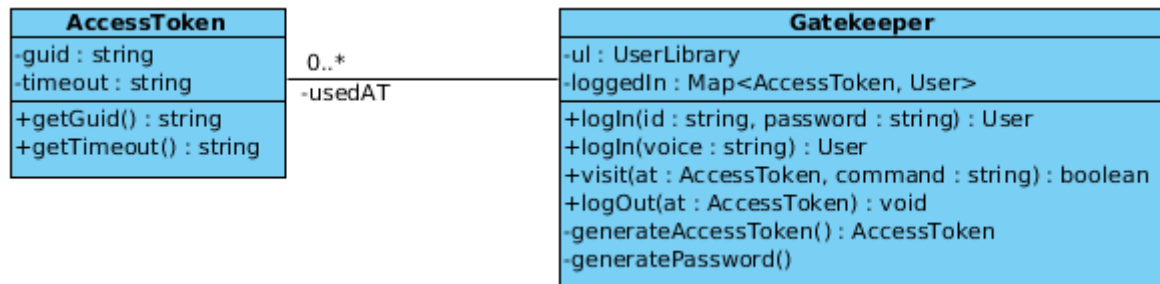 AccessToken
-guid : string
-timeout : string
+getGuid() : string
+getTimeout() : string
0..*
-usedAT
Gatekeeper
-ul : UserLibrary
-loggedIn : Map<AccessToken, User>
+logIn(id : string, password : string) : User
+logIn(voice : string) : User
+visit(at : AccessToken, command : string) : boolean
+logOut(at : AccessToken) : void
-generateAccessToken() : AccessToken
-generatePassword()